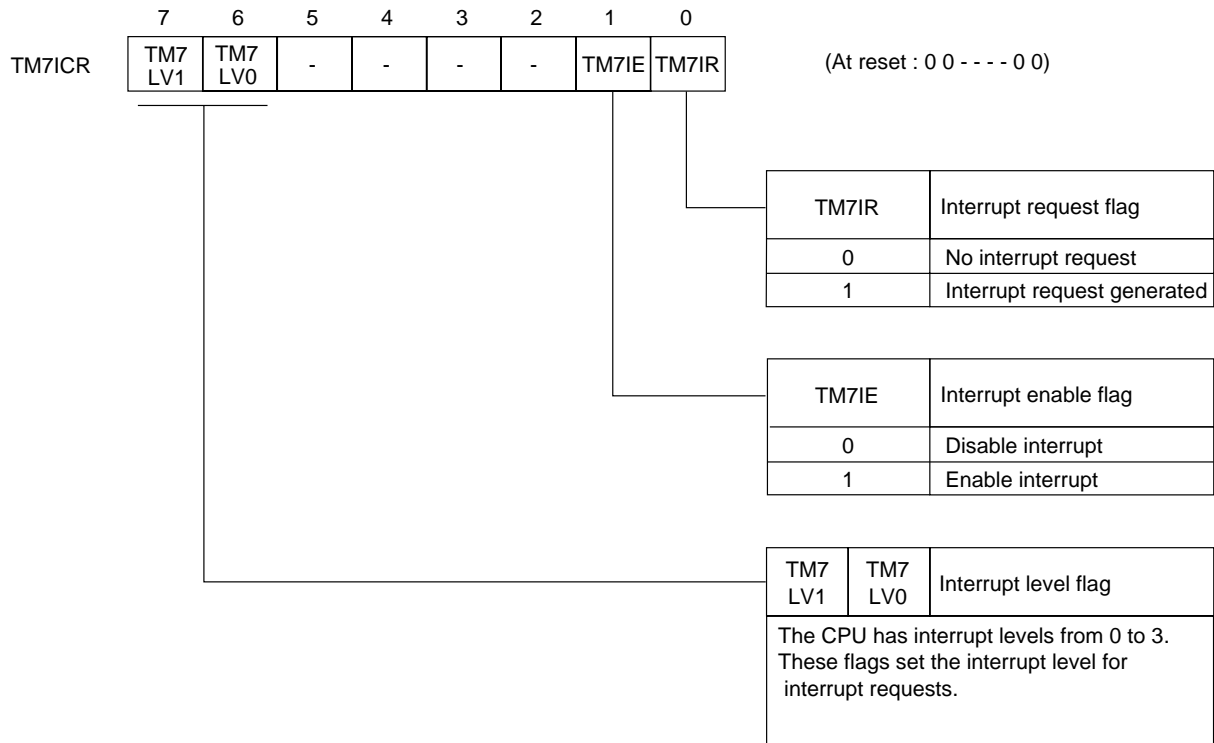 7 6 5 4 3 2 1 0
TM7ICR TM7 LV1 TM7 LV0 - - - - TM7IE TM7IR (At reset : 0 0 - - - - 0 0)
TM7IR Interrupt request flag
0 No interrupt request
1 Interrupt request generated
TM7IE Interrupt enable flag
0 Disable interrupt
1 Enable interrupt
TM7 LV1 TM7 LV0 Interrupt level flag
The CPU has interrupt levels from 0 to 3.
These flags set the interrupt level for
interrupt requests.